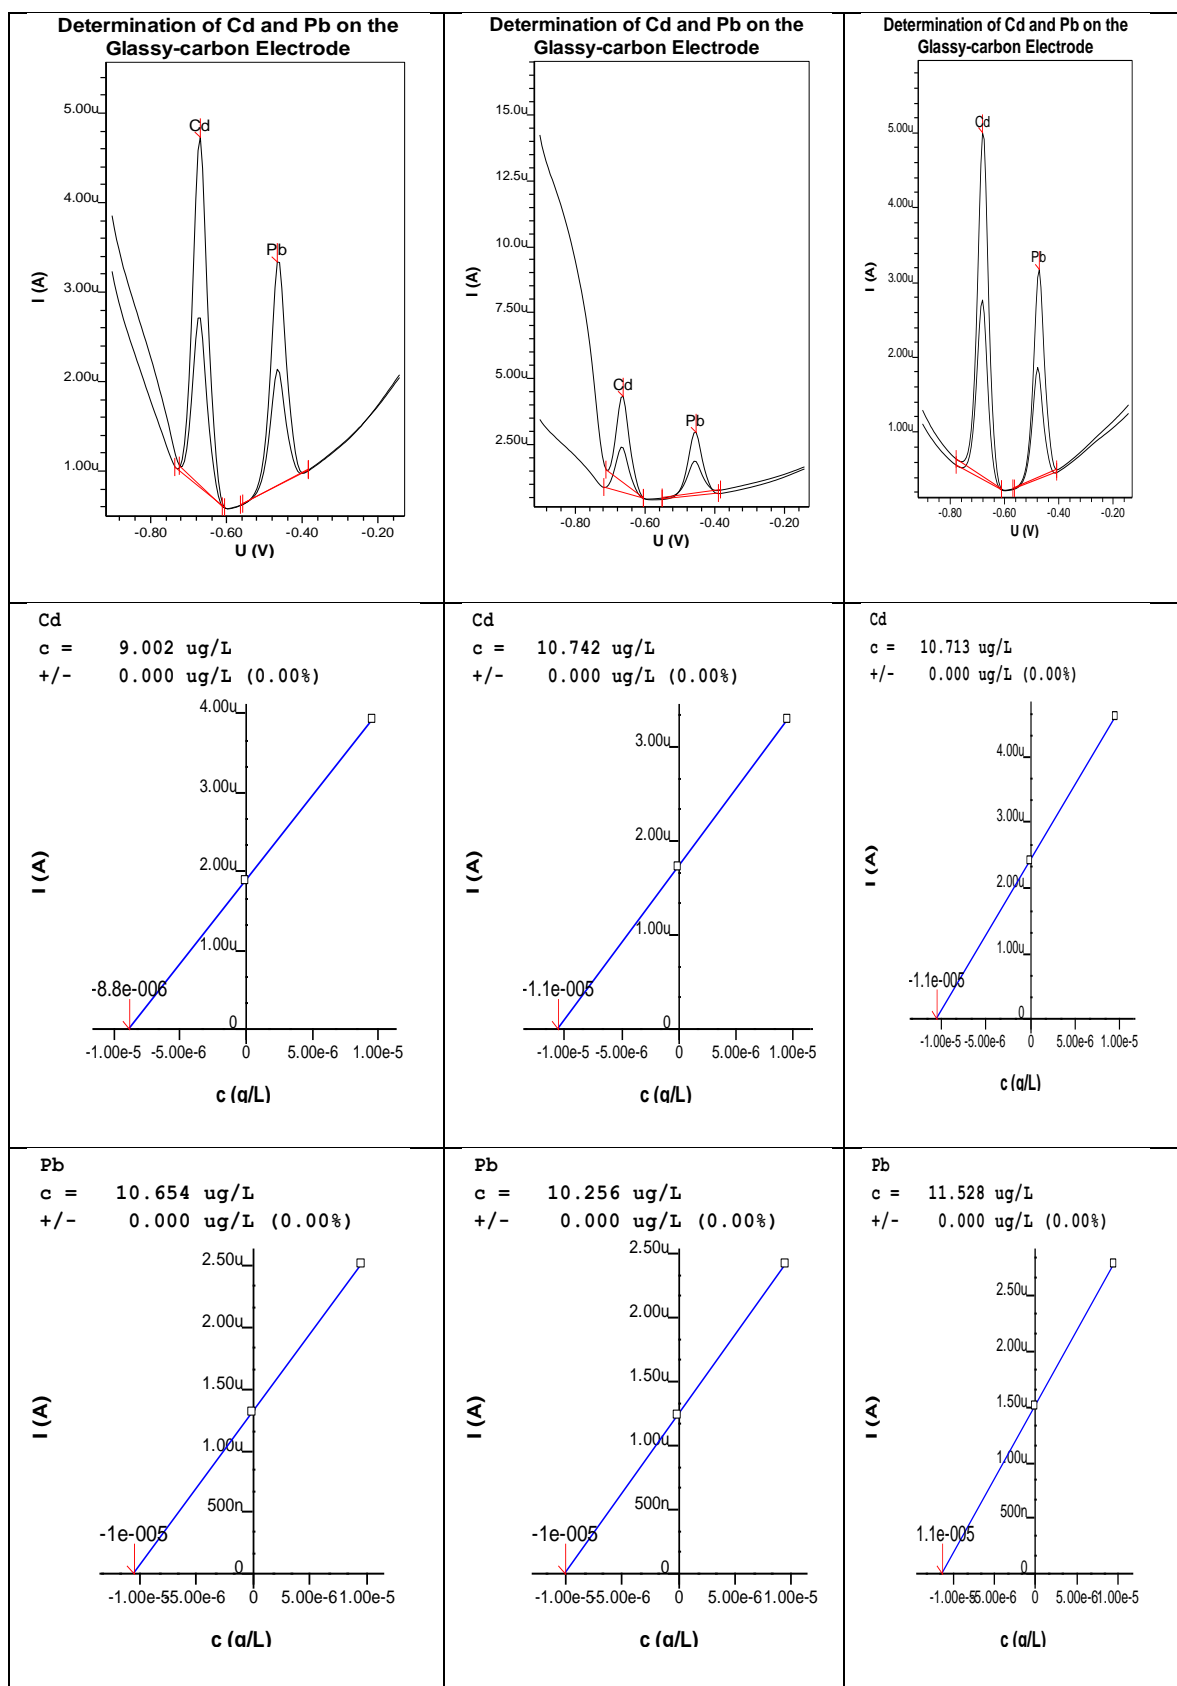 Determination of Cd and Pb on the
Glassy-carbon Electrode
5.00u
4.00u
3.00u
2.00u
1.00u
I (A)
Cd
Pb
-0.80
-0.60
-0.40
-0.20
U (V)
Determination of Cd and Pb on the
Glassy-carbon Electrode
15.0u
12.5u
10.0u
7.50u
5.00u
2.50u
I (A)
Cd
Pb
-0.80
-0.60
-0.40
-0.20
U (V)
Determination of Cd and Pb on the
Glassy-carbon Electrode
5.00u
4.00u
3.00u
2.00u
1.00u
I (A)
Cd
Pb
-0.80
-0.60
-0.40
-0.20
U (V)
Cd
c = 9.002 ug/L
+/- 0.000 ug/L (0.00%)
4.00u
3.00u
2.00u
1.00u
0
I (A)
-8.8e-006
-1.00e-5
-5.00e-6
0
5.00e-6
1.00e-5
c (g/L)
Cd
c = 10.742 ug/L
+/- 0.000 ug/L (0.00%)
3.00u
2.00u
1.00u
0
I (A)
-1.1e-005
-1.00e-5
-5.00e-6
0
5.00e-6
1.00e-5
c (g/L)
Cd
c = 10.713 ug/L
+/- 0.000 ug/L (0.00%)
4.00u
3.00u
2.00u
1.00u
0
I (A)
-1.1e-005
-1.00e-5
-5.00e-6
0
5.00e-6
1.00e-5
c (g/L)
Pb
c = 10.654 ug/L
+/- 0.000 ug/L (0.00%)
2.50u
2.00u
1.50u
1.00u
500n
0
I (A)
-1e-005
-1.00e-5
-5.00e-6
0
5.00e-6
1.00e-5
c (g/L)
Pb
c = 10.256 ug/L
+/- 0.000 ug/L (0.00%)
2.50u
2.00u
1.50u
1.00u
500n
0
I (A)
-1e-005
-1.00e-5
-5.00e-6
0
5.00e-6
1.00e-5
c (g/L)
Pb
c = 11.528 ug/L
+/- 0.000 ug/L (0.00%)
2.50u
2.00u
1.50u
1.00u
500n
0
I (A)
1.1e-005
-1.00e-5
-5.00e-6
0
5.00e-6
1.00e-5
c (g/L)